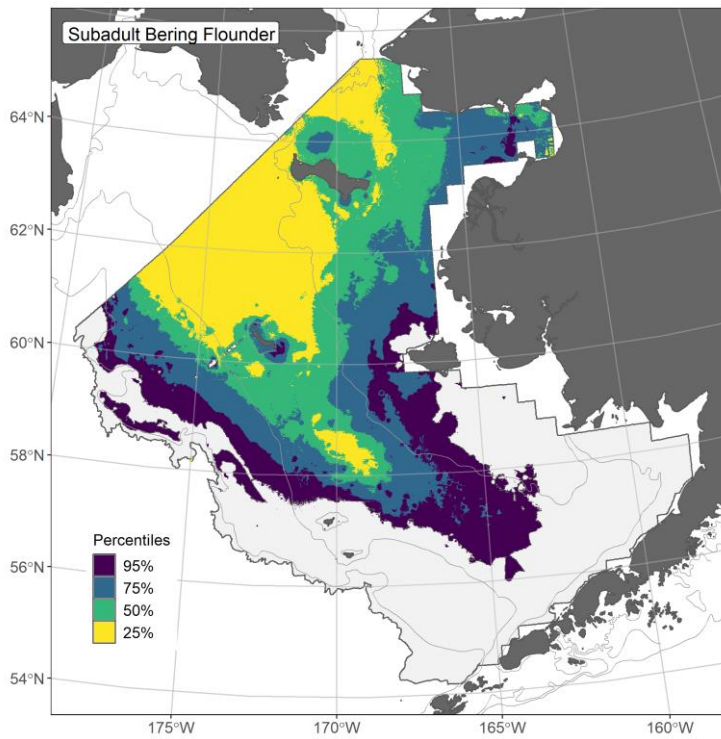 Subadult Bering Flounder
64°N
62°N
60°N
58°N
56°N
54°N
Percentiles
95%
75%
50%
25%
175°W
170°W
165°W
160°W